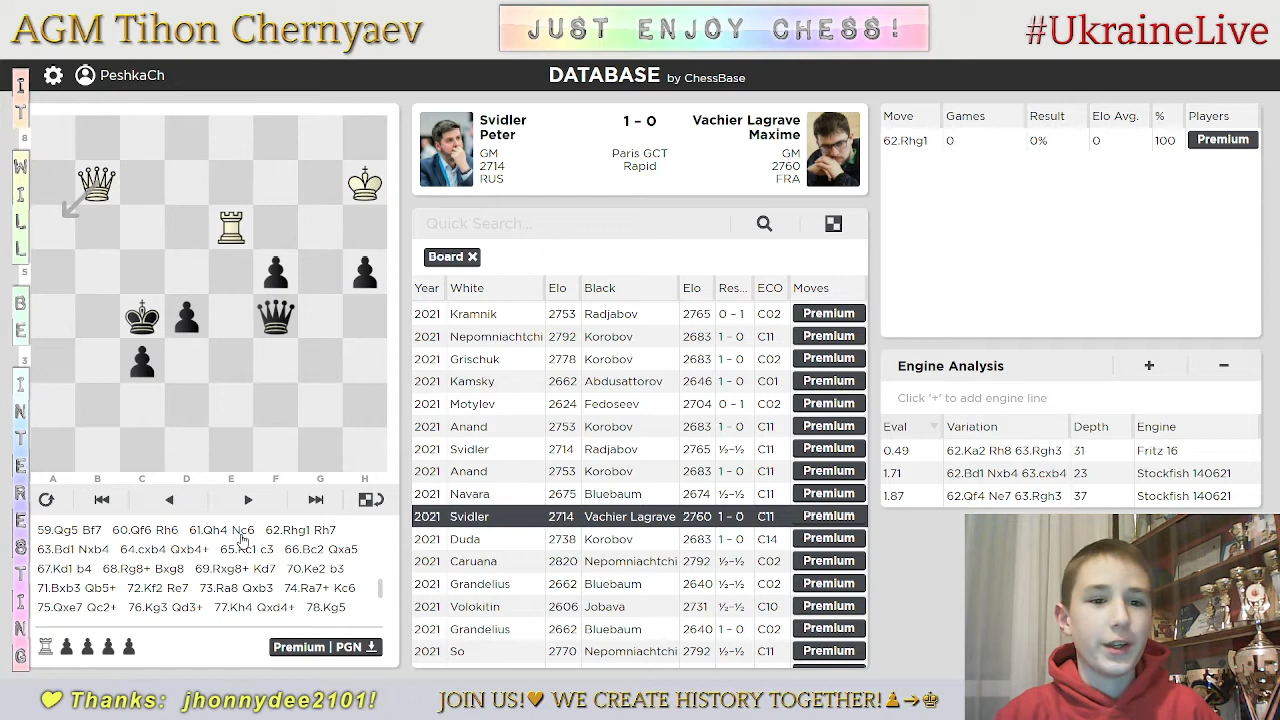 AGM Tihon Chernyaev
JUST ENJOY CHESS!
#UkraineLive
PeshkaCh
DATABASE by ChessBase
IT WILL BE INTERESTING
8
5
3
A B C D E F G H
59.Qg5 Bf7 60.Qf6 Rh6 61.Qh4 Nc6 62.Rhg1 Rh7
63.Bd1 Nxb4 64.cxb4 Qxb4+ 65.Kc1 c3 66.Bc2 Qxa5
67.Kd1 b4 68.Rg8+ Bxg8 69.Rxg8+ Kd7 70.Ke2 b3
71.Bxb3 Qb5+ 72.Kf3 Re7 73.Ra8 Qxb3 74.Ra7+ Kc6
75.Qxe7 Qc2+ 76.Kg3 Qd3+ 77.Kh4 Qxd4+ 78.Kg5
Premium | PGN
Svidler Peter
GM
2714
RUS
1 – 0
Paris GCT
Rapid
Vachier Lagrave Maxime
GM
2760
FRA
Quick Search...
Board ✖
Year White Elo Black Elo Res... ECO Moves
2021 Kramnik 2753 Radjabov 2765 0 – 1 C02 Premium
2021 Nepomniachtchi 2792 Korobov 2683 1 – 0 C02 Premium
2021 Grischuk 2778 Korobov 2683 1 – 0 C02 Premium
2021 Kamsky 2662 Abdusattorov 2646 1 – 0 C01 Premium
2021 Motylev 2624 Fedoseev 2704 0 – 1 C02 Premium
2021 Anand 2753 Korobov 2683 1 – 0 C11 Premium
2021 Svidler 2714 Radjabov 2765 ½–½ C11 Premium
2021 Anand 2753 Korobov 2683 1 – 0 C11 Premium
2021 Navara 2675 Bluebaum 2674 ½–½ C11 Premium
2021 Svidler 2714 Vachier Lagrave 2760 1 – 0 C11 Premium
2021 Duda 2738 Korobov 2683 1 – 0 C14 Premium
2021 Caruana 2820 Nepomniachtchi 2792 ½–½ C02 Premium
2021 Grandelius 2662 Bluebaum 2640 ½–½ C02 Premium
2021 Volokitin 2606 Jobava 2731 ½–½ C10 Premium
2021 Grandelius 2662 Bluebaum 2640 1 – 0 C02 Premium
2021 So 2770 Nepomniachtchi 2792 ½–½ C11 Premium
Move Games Result Elo Avg. % Players
62.Rhg1 0 0% 0 100 Premium
Engine Analysis + −
Click '+' to add engine line
Eval Variation Depth Engine
0.49 62.Ka2 Rh8 63.Rgh3 31 Fritz 16
1.71 62.Bd1 Nxb4 63.cxb4 23 Stockfish 140621
1.87 62.Qf4 Ne7 63.Rgh3 37 Stockfish 140621
Thanks: jhonnydee2101!
JOIN US! WE CREATE HISTORY TOGETHER!